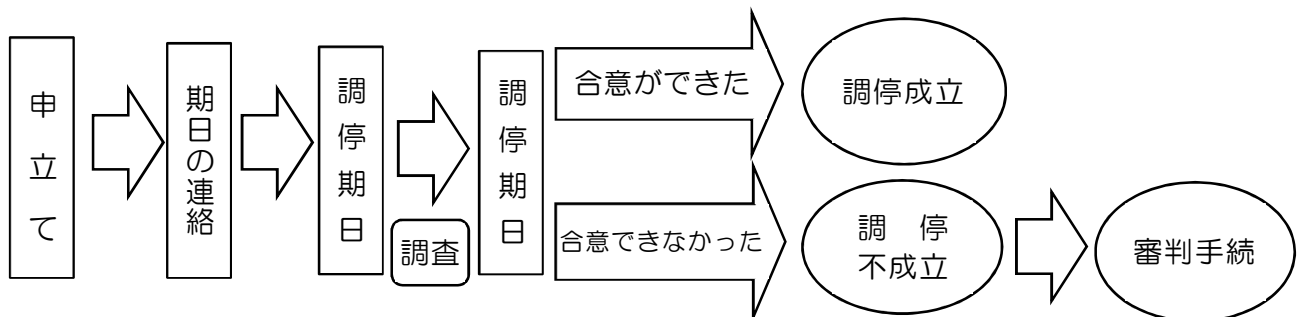 申立て
期日の連絡
調停期日
調査
調停期日
合意ができた
調停成立
合意できなかった
調　停
不成立
審判手続